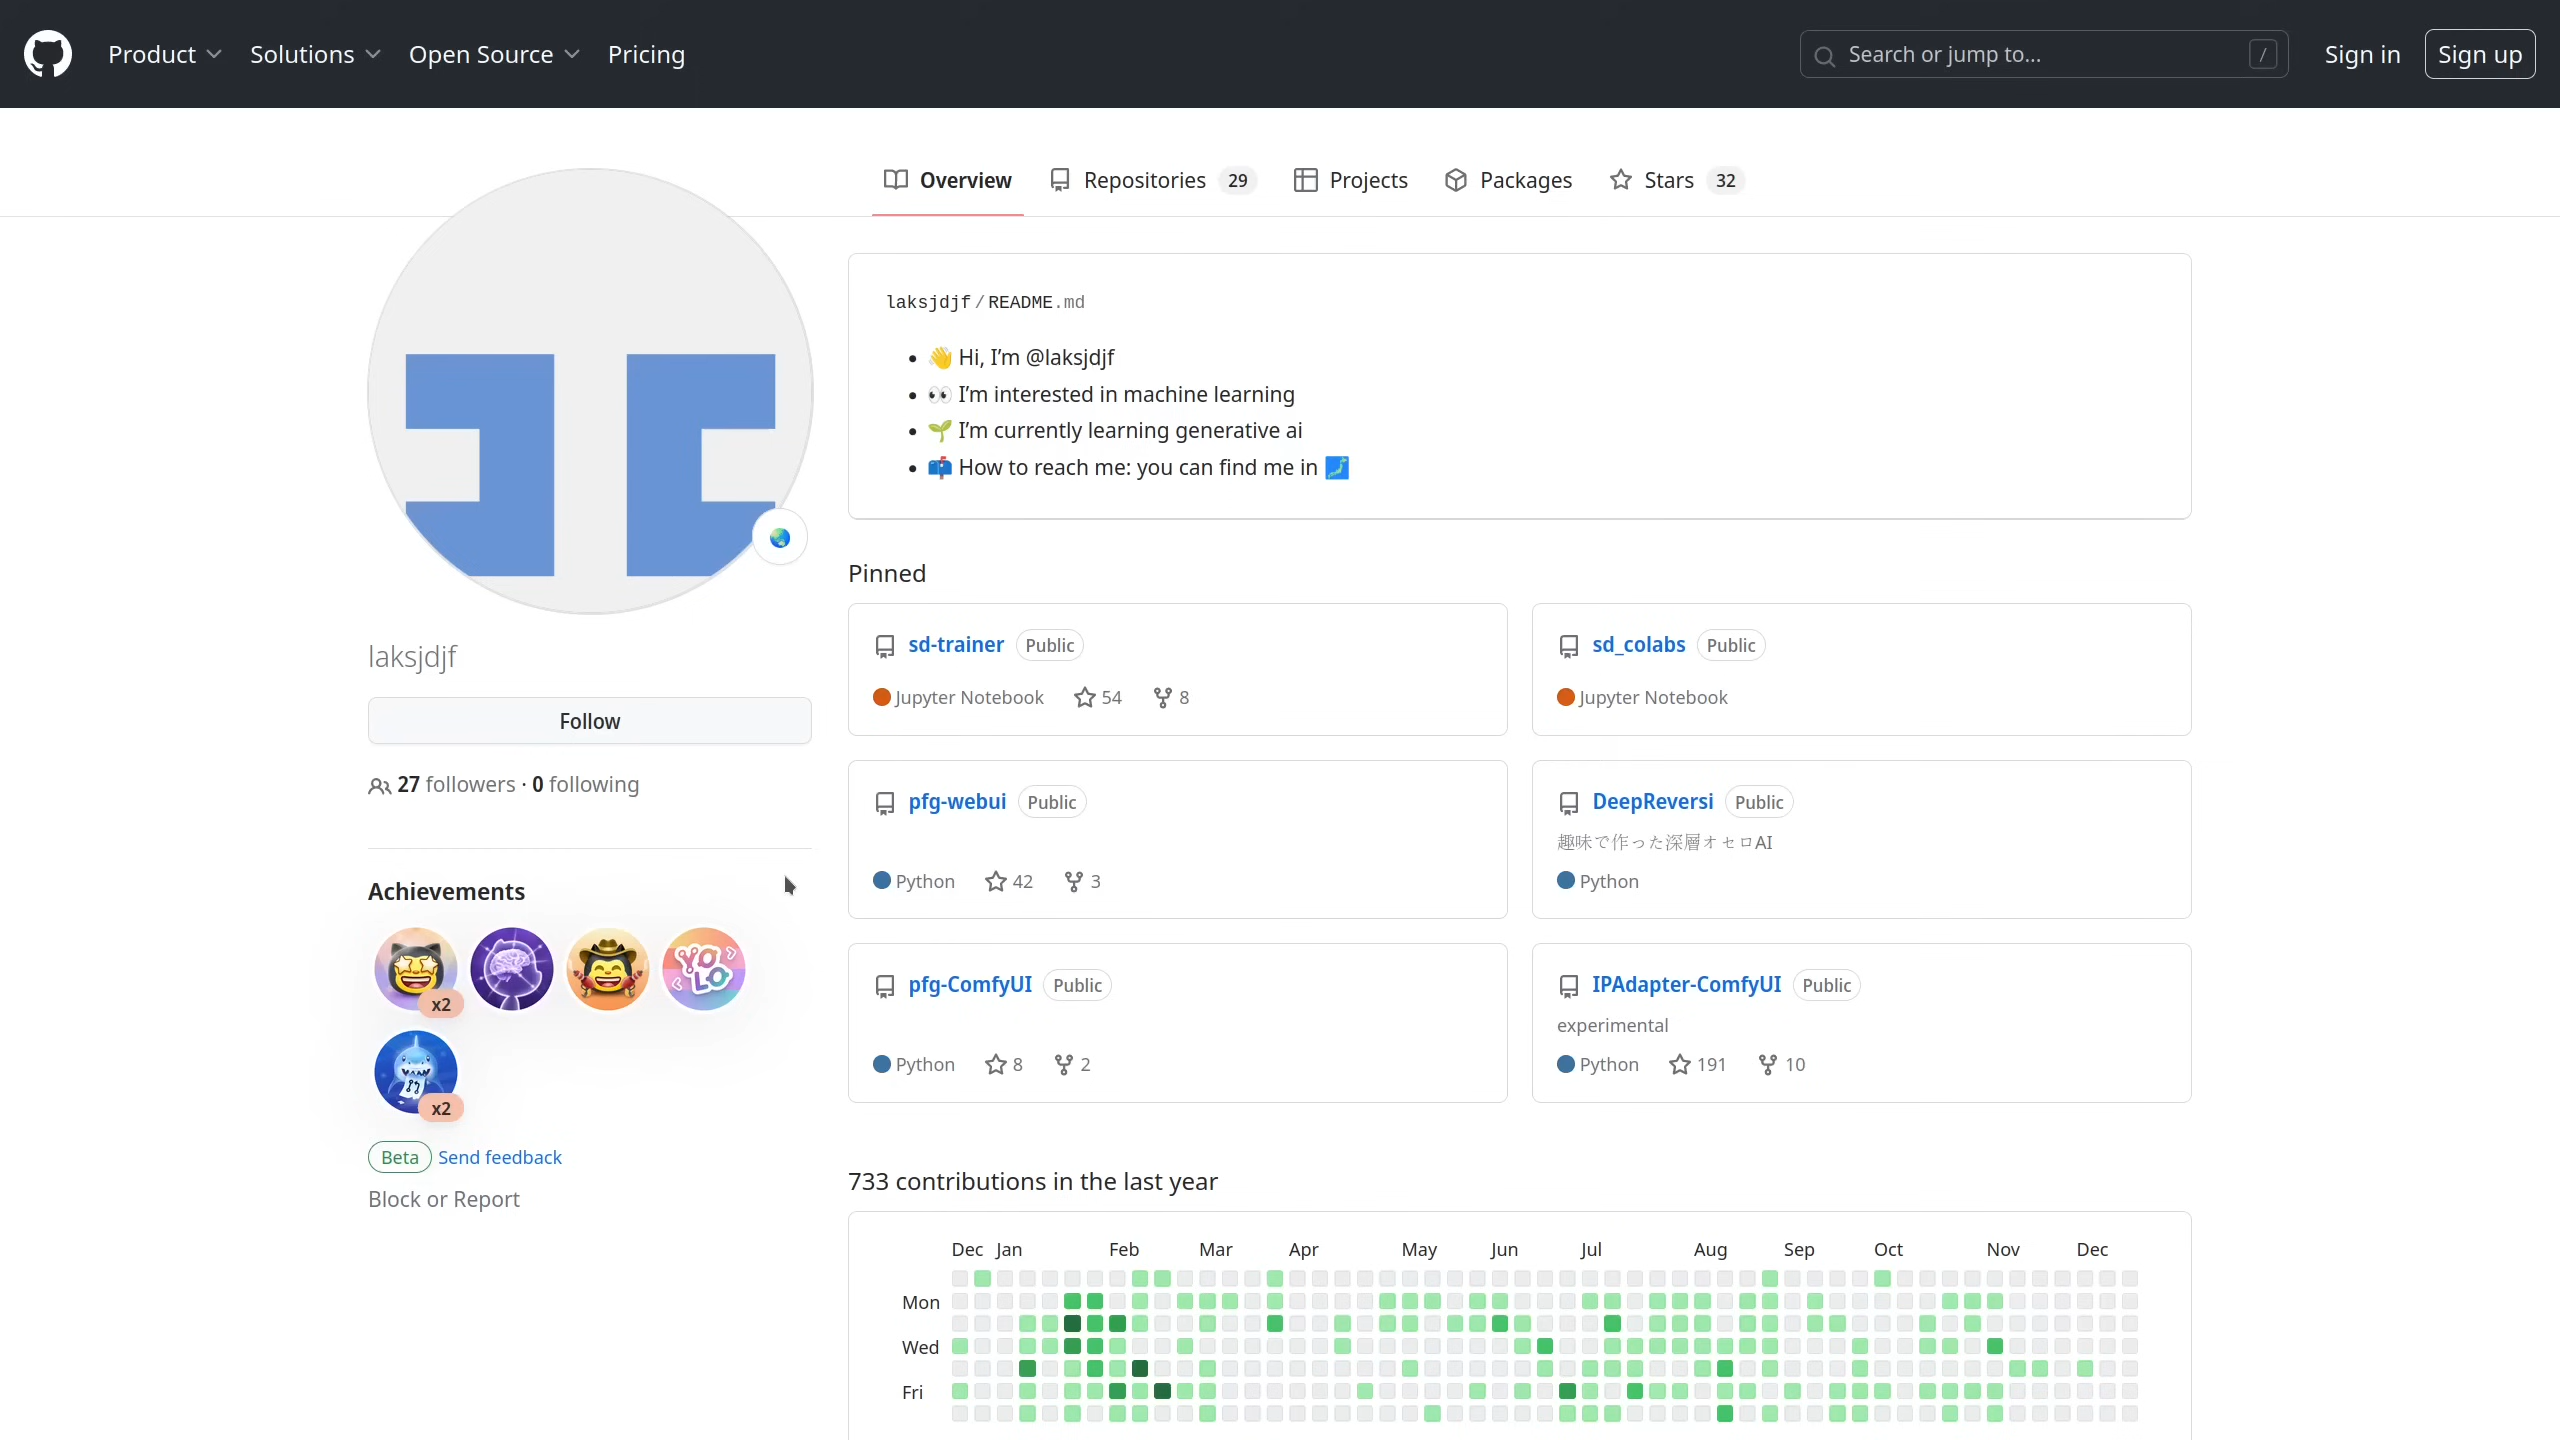 Product Solutions Open Source Pricing Search or jump to... / Sign in Sign up
Overview Repositories 29 Projects Packages Stars 32
laksjdjf/README.md
👋 Hi, I'm @laksjdjf
👀 I'm interested in machine learning
🌱 I'm currently learning generative ai
📫 How to reach me: you can find me in 🗾
laksjdjf
Follow
27 followers · 0 following
Achievements
x2
YOLO
x2
Beta Send feedback
Block or Report
Pinned
sd-trainer Public
Jupyter Notebook 54 8
sd_colabs Public
Jupyter Notebook
pfg-webui Public
Python 42 3
DeepReversi Public
趣味で作った深層オセロAI
Python
pfg-ComfyUI Public
Python 8 2
IPAdapter-ComfyUI Public
experimental
Python 191 10
733 contributions in the last year
Dec Jan Feb Mar Apr May Jun Jul Aug Sep Oct Nov Dec
Mon
Wed
Fri